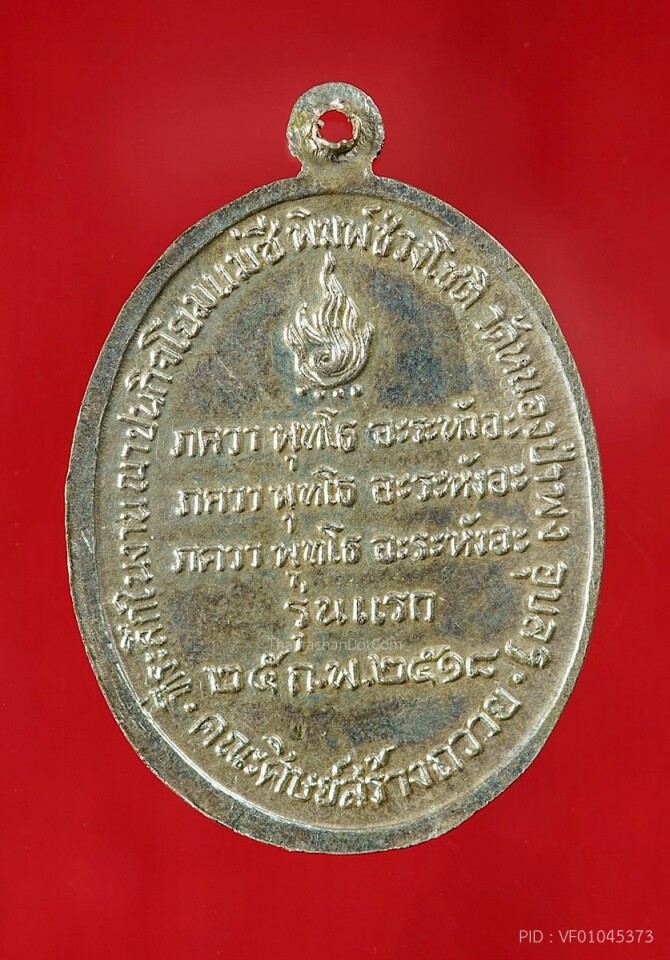 ที่ระลึกในงาน ฌาปนกิจโยมแม่ชี พิมพ์ ช่วงโชติ วัดหนองป่าพง อุบลฯ
ภควา พุทโธ อะระหังอะ
ภควา พุทโธ อะระหังอะ
ภควา พุทโธ อะระหังอะ
รุ่นแรก
๒๕ ก.พ. ๒๕๑๘
คณะศิษย์สร้างถวาย
ThaprachanDotCom
PID : VF01045373